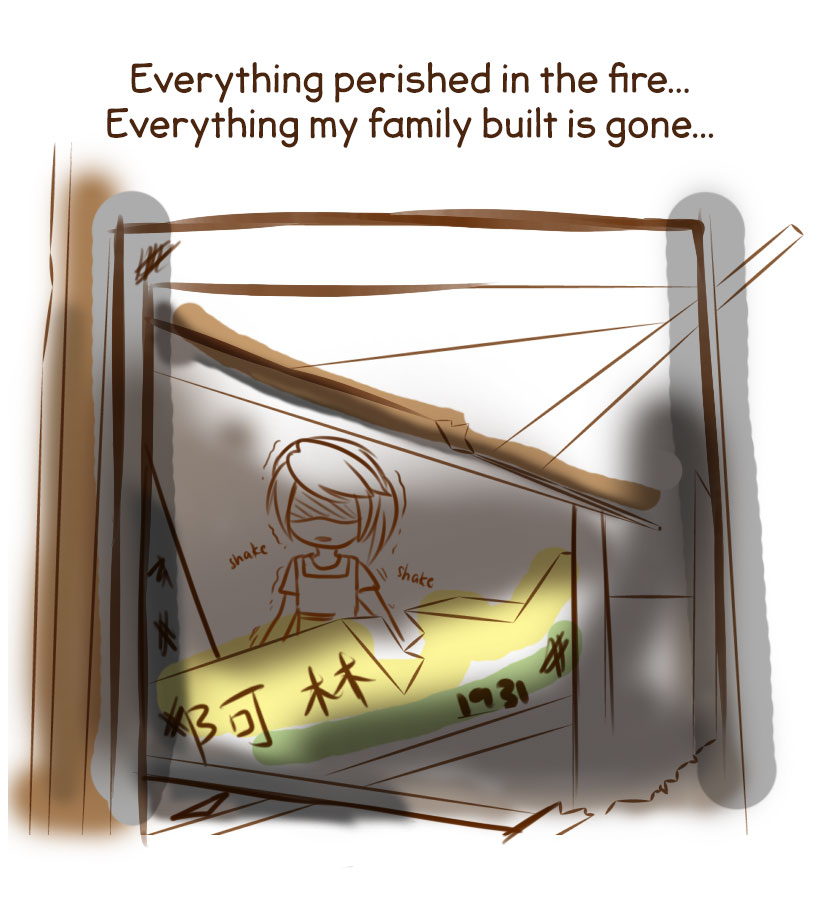 Everything perished in the fire...
Everything my family built is gone...
shake
shake
阿林
1931